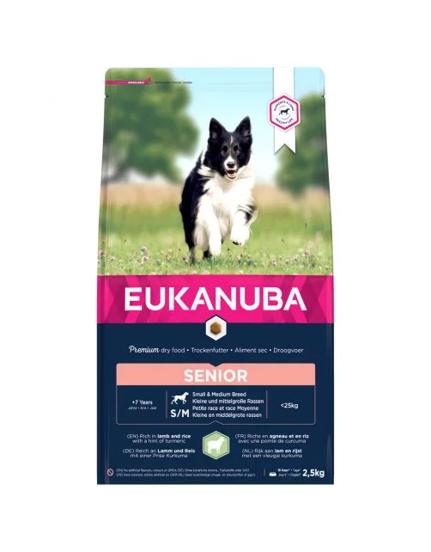 EUKANUBA
Premium dry food • Trockenfutter • Aliment sec • Droogvoer
SENIOR
+7 Years
S/M
Small & Medium Breed
Kleine und mittelgroße Rassen
Petite race et race Moyenne
Kleine en middelgrote rassen
<25kg
(EN) Rich in lamb and rice
with a hint of turmeric
(DE) Reich an Lamm und Reis
mit einer Prise Kurkuma
(FR) Riche en agneau et en riz
avec une pointe de curcuma
(NL) Rijk aan lam en rijst
met een vleugje kurkuma
2,5kg